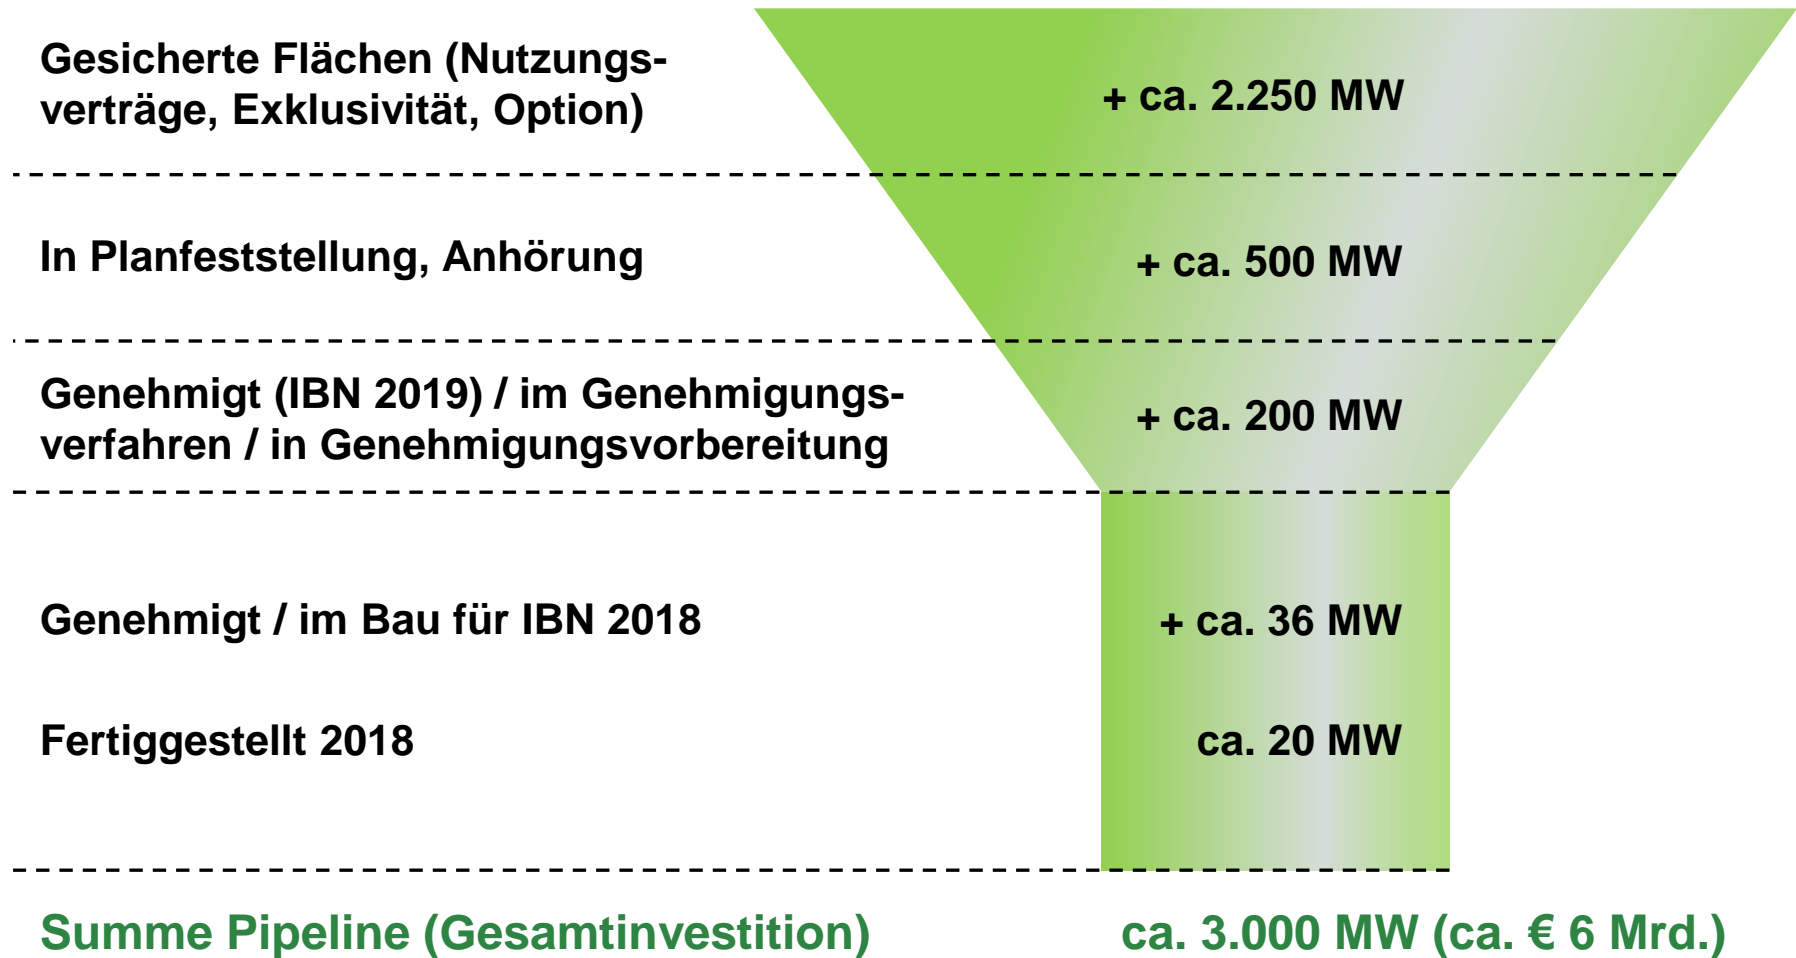 Gesicherte Flächen (Nutzungs-
verträge, Exklusivität, Option)
+ ca. 2.250 MW
In Planfeststellung, Anhörung
+ ca. 500 MW
Genehmigt (IBN 2019) / im Genehmigungs-
verfahren / in Genehmigungsvorbereitung
+ ca. 200 MW
Genehmigt / im Bau für IBN 2018
+ ca. 36 MW
Fertiggestellt 2018
ca. 20 MW
Summe Pipeline (Gesamtinvestition)
ca. 3.000 MW (ca. € 6 Mrd.)